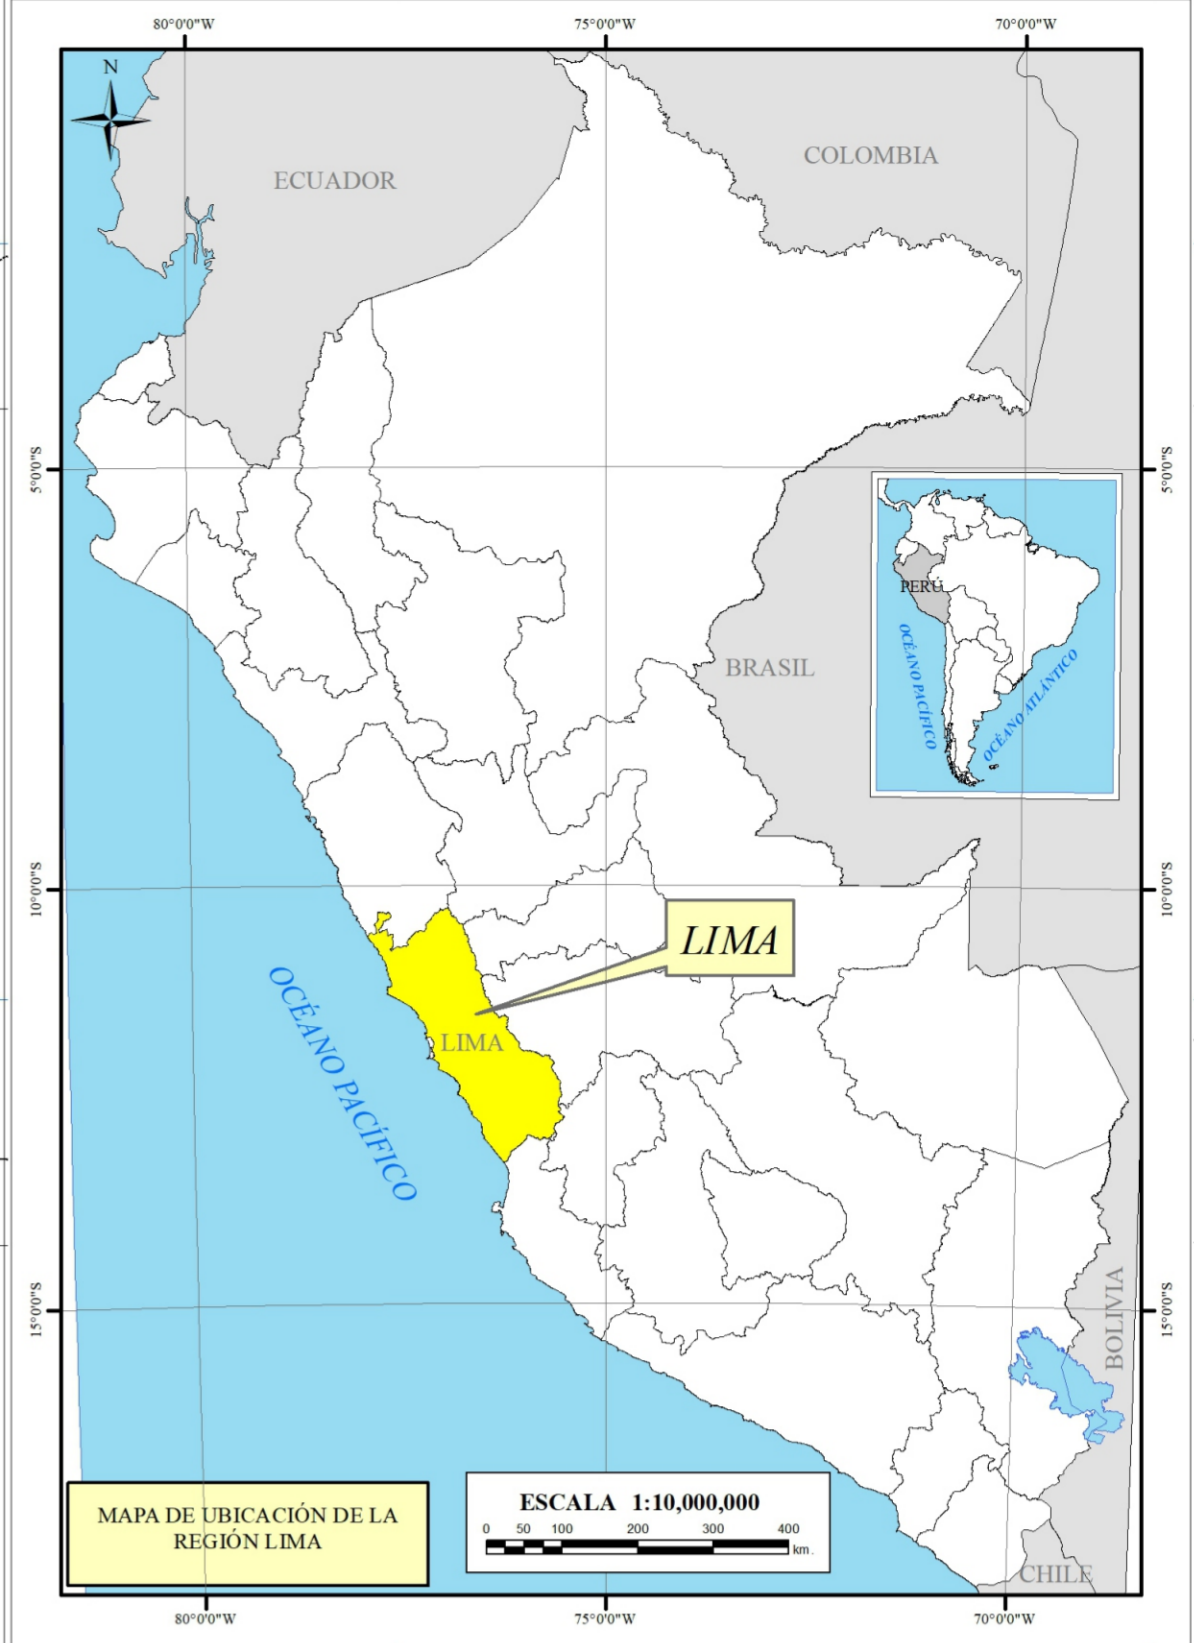 80°0'0"W
75°0'0"W
70°0'0"W
N
ECUADOR
COLOMBIA
5°0'0"S
5°0'0"S
PERÚ
BRASIL
OCÉANO PACÍFICO
OCÉANO ATLÁNTICO
10°0'0"S
10°0'0"S
LIMA
OCÉANO PACÍFICO
LIMA
15°0'0"S
15°0'0"S
BOLIVIA
MAPA DE UBICACIÓN DE LA
REGIÓN LIMA
ESCALA 1:10,000,000
0 50 100 200 300 400
km.
CHILE
80°0'0"W
75°0'0"W
70°0'0"W